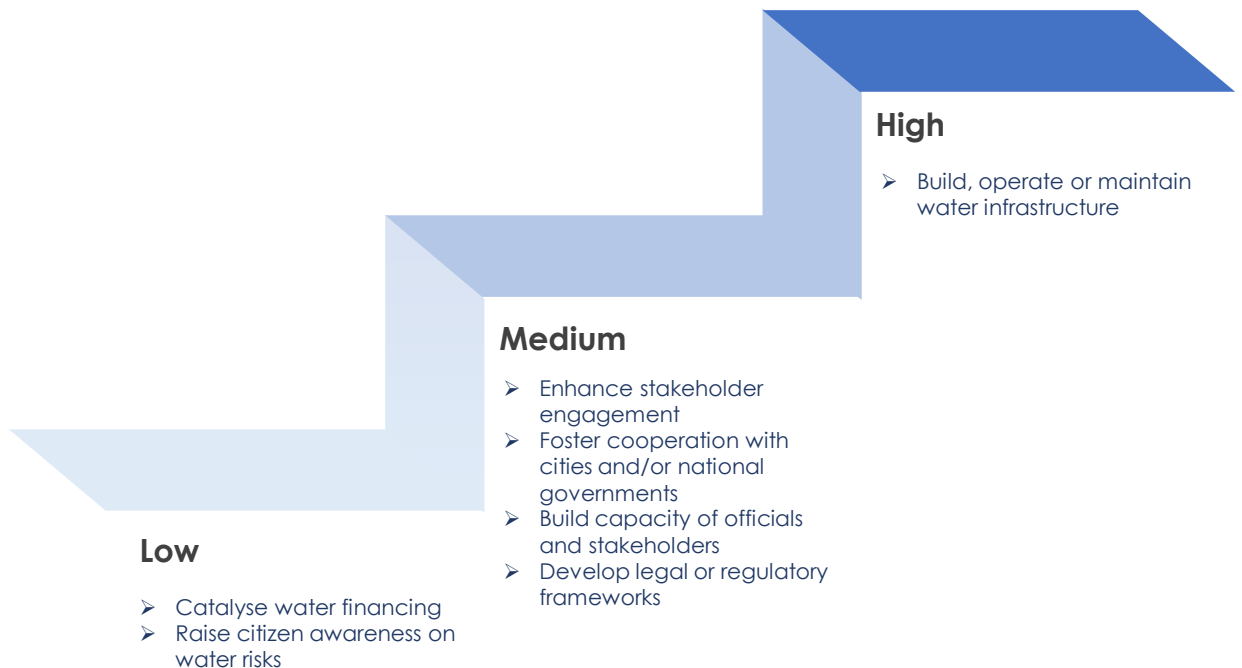 High
➢ Build, operate or maintain
water infrastructure
Medium
➢ Enhance stakeholder
engagement
➢ Foster cooperation with
cities and/or national
governments
➢ Build capacity of officials
and stakeholders
➢ Develop legal or regulatory
frameworks
Low
➢ Catalyse water financing
➢ Raise citizen awareness on
water risks